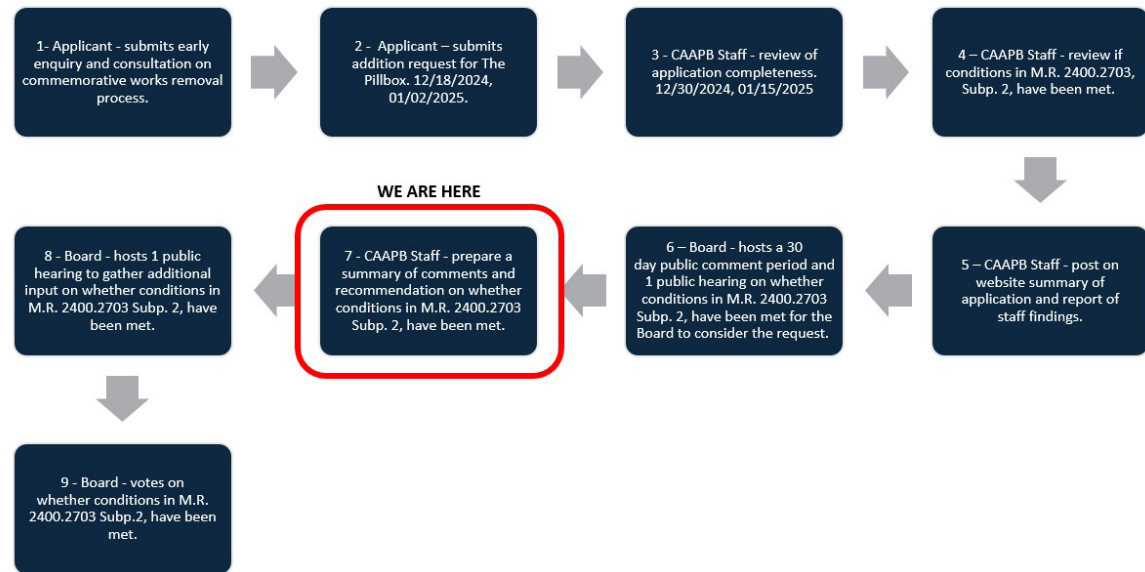 1- Applicant - submits early
enquiry and consultation on
commemorative works removal
process.
2 - Applicant – submits
addition request for The
Pillbox. 12/18/2024,
01/02/2025.
3 - CAAPB Staff - review of
application completeness.
12/30/2024, 01/15/2025
4 – CAAPB Staff - review if
conditions in M.R. 2400.2703,
Subp. 2, have been met.
5 – CAAPB Staff - post on
website summary of
application and report of
staff findings.
6 – Board - hosts a 30
day public comment period and
1 public hearing on whether
conditions in M.R. 2400.2703
Subp. 2, have been met for the
Board to consider the request.
WE ARE HERE
7 - CAAPB Staff - prepare a
summary of comments and
recommendation on whether
conditions in M.R. 2400.2703
Subp. 2, have been met.
8 - Board - hosts 1 public
hearing to gather additional
input on whether conditions in
M.R. 2400.2703 Subp. 2, have
been met.
9 - Board - votes on
whether conditions in M.R.
2400.2703 Subp.2, have been
met.